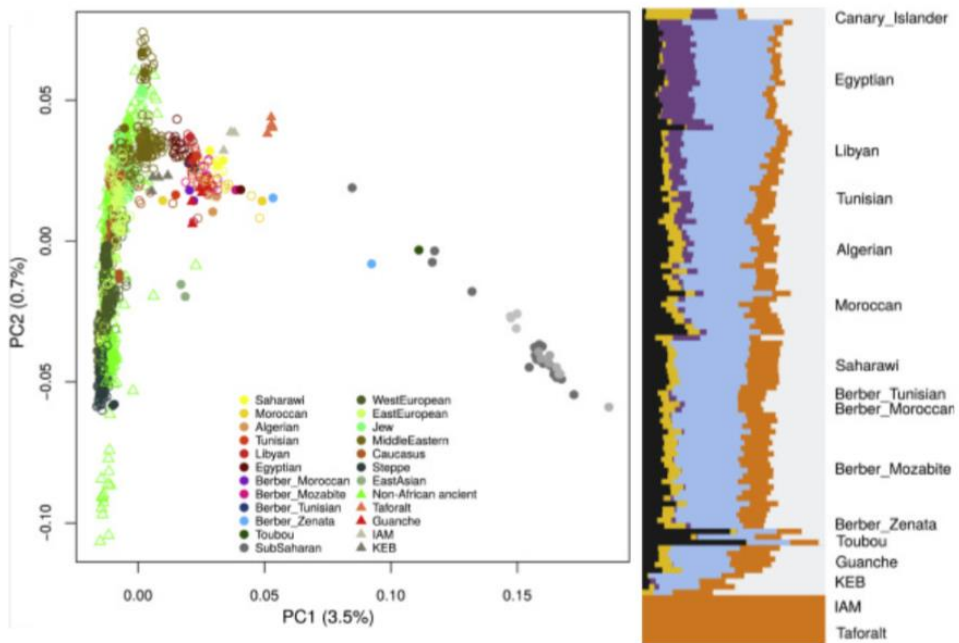 0.05
0.00
-0.05
-0.10
PC2 (0.7%)
0.00
0.05
0.10
0.15
PC1 (3.5%)
Saharawi
Moroccan
Algerian
Tunisian
Libyan
Egyptian
Berber_Moroccan
Berber_Mozabite
Berber_Tunisian
Berber_Zenata
Toubou
SubSaharan
WestEuropean
EastEuropean
Jew
MiddleEastern
Caucasus
Steppe
EastAsian
Non-African ancient
Taforalt
Guanche
IAM
KEB
Canary_Islander
Egyptian
Libyan
Tunisian
Algerian
Moroccan
Saharawi
Berber_Tunisian
Berber_Moroccan
Berber_Mozabite
Berber_Zenata
Toubou
Guanche
KEB
IAM
Taforalt